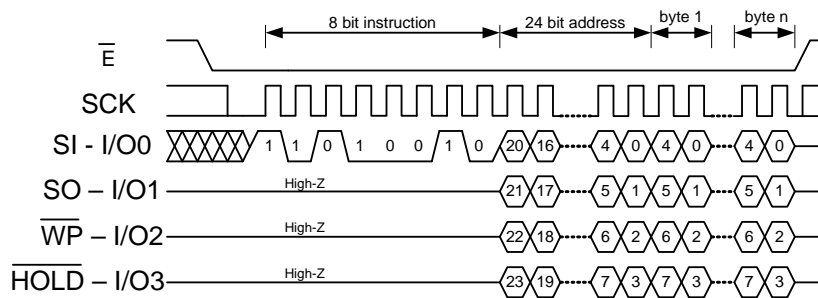 8 bit instruction 24 bit address byte 1 byte n
E
SCK
SI - I/O0 1 1 0 1 0 0 1 0 20 16 4 0 4 0 4 0
SO – I/O1 High-Z 21 17 5 1 5 1 5 1
WP – I/O2 High-Z 22 18 6 2 6 2 6 2
HOLD – I/O3 High-Z 23 19 7 3 7 3 7 3